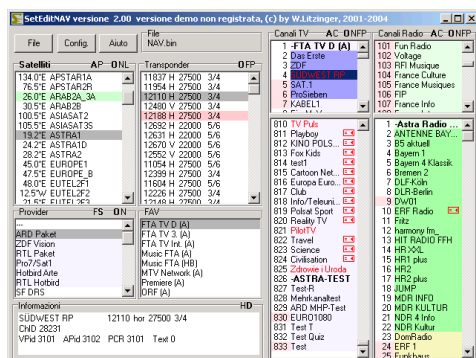 SetEditNAV versione 2.00 versione demo non registrata, (c) by W.Litzinger, 2001-2004
File Config. Aiuto
File
NAV.bin
Satelliti AP ONL
134.0°E APSTAR1A
76.5°E APSTAR2R
26.0°E ARABA2A_3A
30.5°E ARAB2B
100.5°E ASIASAT2
105.5°E ASIASAT3S
19.2°E ASTRA1
24.2°E ASTRA1D
28.2°E ASTRA2
45.0°E EUROPE1
47.5°E EUROPE_B
48.0°E EUTEL2F1
12.5°W EUTEL2F2
21.5°E EUTEL2F3
Transponder OFP
11837 H 27500 3/4
11954 H 27500 3/4
12110 H 27500 3/4
12480 V 27500 3/4
12188 H 27500 3/4
12692 H 22000 5/6
12631 H 22000 5/6
12670 V 22000 5/6
12552 V 22000 5/6
11054 H 27500 5/6
12399 H 27500 3/4
11604 H 27500 5/6
12226 H 27500 3/4
12148 H 27500 3/4
Provider FS ON
...
ARD Paket
ZDF Vision
RTL Paket
Pro7/Sat1
Hotbird Arte
RTL Hotbird
SF DRS
FAV
FTA TV D (A)
FTA TV 3. (A)
FTA TV Int. (A)
Music FTA (A)
Music FTA (HB)
MTV Network (A)
Premiere (A)
ORF (A)
Informazioni HD
SÜDWEST RP 12110 hor 27500 3/4
ChID 28231
VPid 3101 APid 3102 PCR 3101 Text 0
Canali TV AC ONFP
1 -FTA TV D (A)
2 Das Erste
3 ZDF
4 SÜDWEST RP
5 SAT.1
6 ProSieben
7 KABEL1
810 TV Puls
811 Playboy
812 KINO POLS...
813 Fox Kids
814 test1
815 Cartoon Net...
816 Europa Euro...
817 Club
818 Info/Teleuni...
819 Polsat Sport
820 Reality TV
821 PilotTV
822 Travel
823 Science
824 Civilisation
825 Zdrowie i Uroda
826 -ASTRA-TEST
827 Test-R
828 Mehrkanaltest
829 ARD MHP-Test
830 EURO1080
831 Test T
832 Test Quiz
833 Test
Canali Radio AC ONFP
101 Fun Radio
102 Voltage
103 RFI Musique
104 France Culture
105 France Musiques
106 FIP
107 France Info
1 -Astra Radio ...
2 ANTENNE BAY...
3 B5 aktuell
4 Bayern 1
5 Bayern 4 Klassik
6 Bremen 2
7 DLF-Köln
8 DLR-Berlin
9 DW01
10 ERF Radio
11 Fritz
12 harmony fm_
13 HIT RADIO FFH
14 HR XXL
15 HR1 plus
16 HR2
17 HR2 plus
18 JUMP
19 MDR INFO
20 MDR KULTUR
21 NDR 4 Info
22 NDR Kultur
23 DomRadio
24 ERF 1
25 Funkhaus